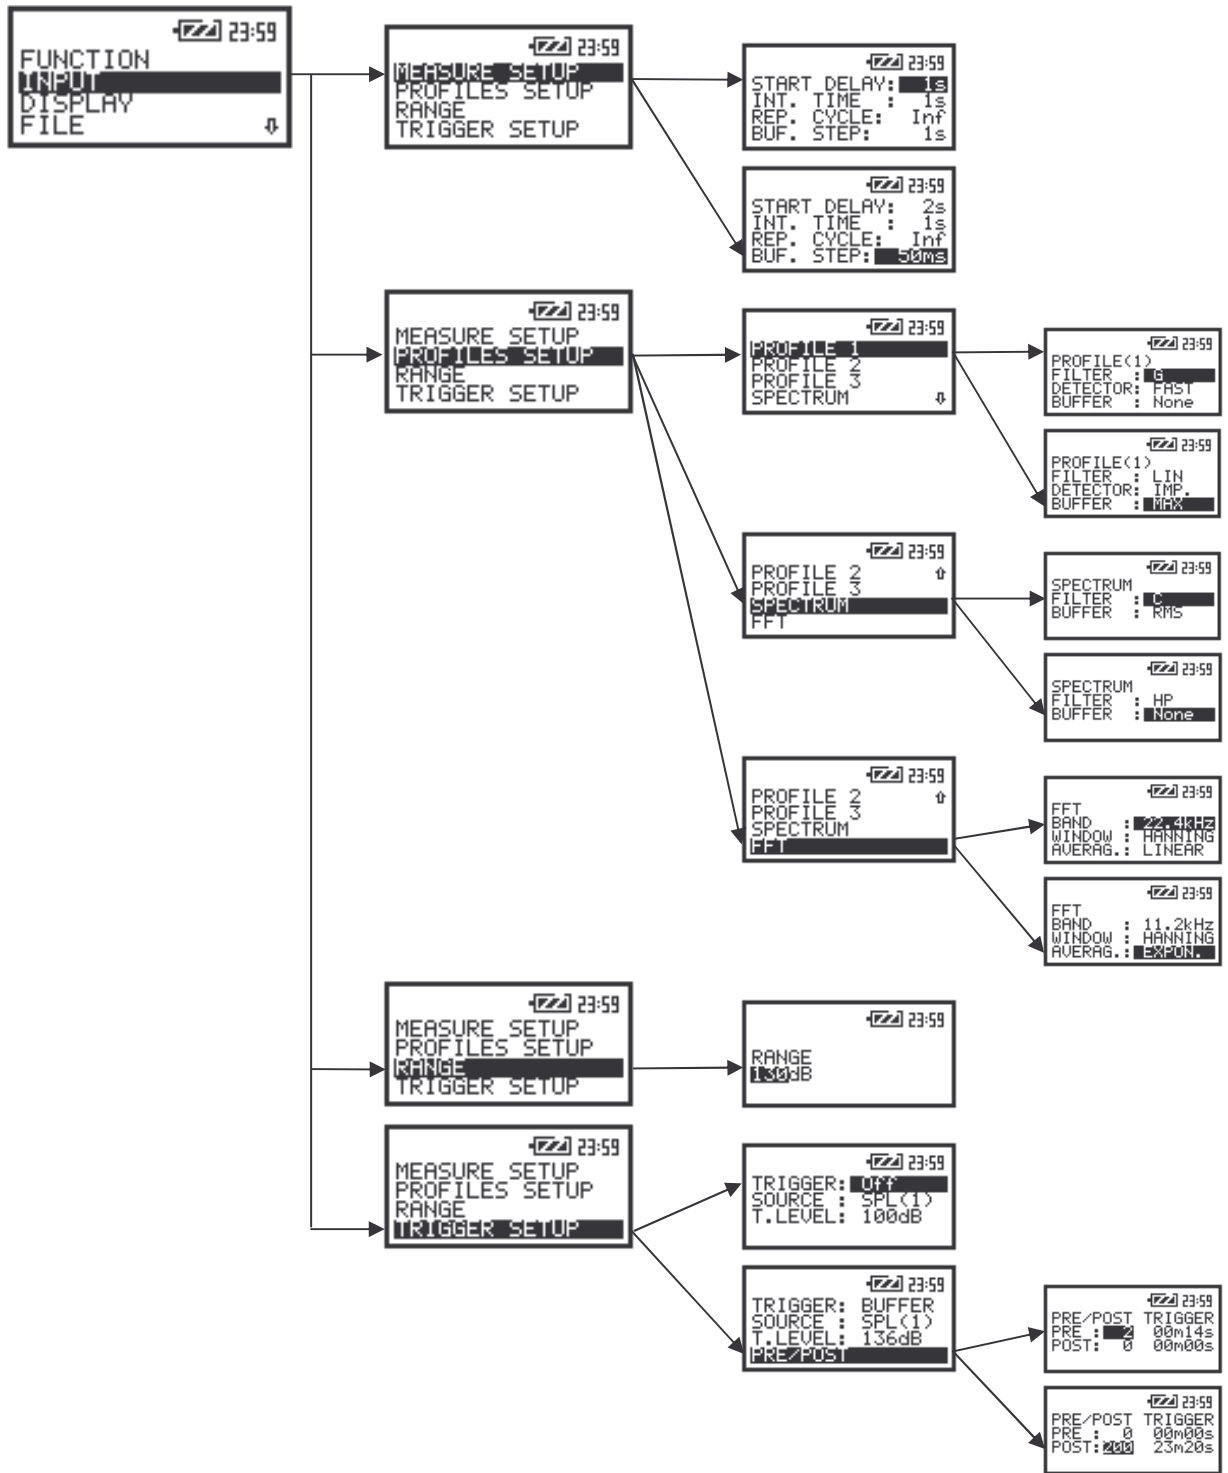 23:59
FUNCTION
INPUT
DISPLAY
FILE
23:59
MEASURE SETUP
PROFILES SETUP
RANGE
TRIGGER SETUP
23:59
START DELAY: 1s
INT. TIME : 1s
REP. CYCLE: Inf
BUF. STEP: 1s
23:59
START DELAY: 2s
INT. TIME : 1s
REP. CYCLE: Inf
BUF. STEP: 50ms
23:59
MEASURE SETUP
PROFILES SETUP
RANGE
TRIGGER SETUP
23:59
PROFILE 1
PROFILE 2
PROFILE 3
SPECTRUM
23:59
PROFILE(1)
FILTER : G
DETECTOR: FAST
BUFFER : None
23:59
PROFILE(1)
FILTER : LIN
DETECTOR: IMP.
BUFFER : MAX
23:59
PROFILE 2
PROFILE 3
SPECTRUM
FFT
23:59
SPECTRUM
FILTER : C
BUFFER : RMS
23:59
SPECTRUM
FILTER : HP
BUFFER : None
23:59
PROFILE 2
PROFILE 3
SPECTRUM
FFT
23:59
FFT
BAND : 22.4kHz
WINDOW : HANNING
AVERAG.: LINEAR
23:59
FFT
BAND : 11.2kHz
WINDOW : HANNING
AVERAG.: EXPON.
23:59
MEASURE SETUP
PROFILES SETUP
RANGE
TRIGGER SETUP
23:59
RANGE
130dB
23:59
MEASURE SETUP
PROFILES SETUP
RANGE
TRIGGER SETUP
23:59
TRIGGER: Off
SOURCE : SPL(1)
T.LEVEL: 100dB
23:59
TRIGGER: BUFFER
SOURCE : SPL(1)
T.LEVEL: 136dB
PRE/POST
23:59
PRE/POST TRIGGER
PRE : 2 00m14s
POST: 0 00m00s
23:59
PRE/POST TRIGGER
PRE : 0 00m00s
POST: 200 23m20s